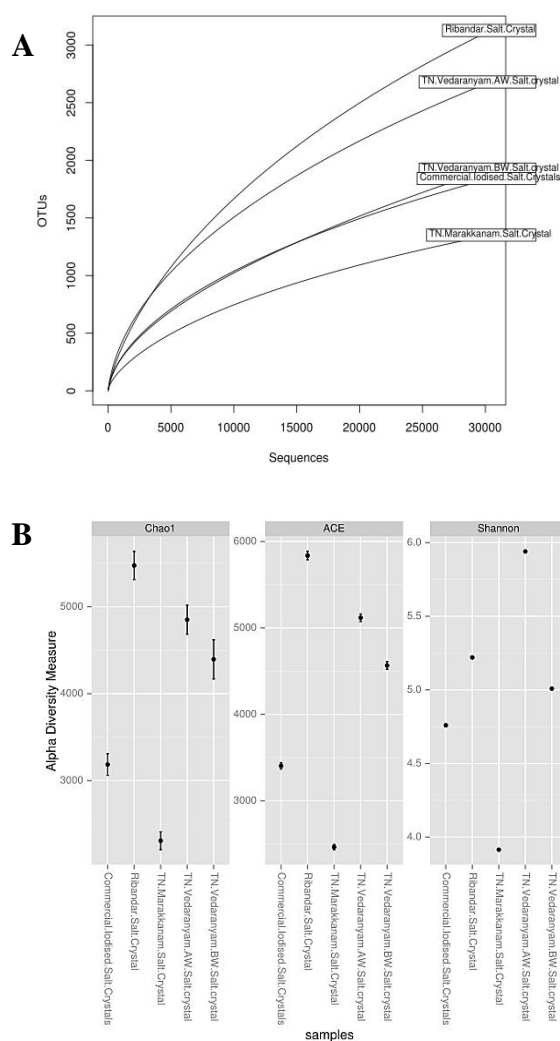 A
Ribandar.Salt.Crystal
TN.Vedaranyam.AW.Salt.crystal
TN.Vedaranyam.BW.Salt.crystal
Commercial.Iodised.Salt.Crystals
TN.Marakkanam.Salt.Crystal
OTUs
3000
2500
2000
1500
1000
500
0
0 5000 10000 15000 20000 25000 30000
Sequences
B
Chao1 ACE Shannon
Alpha Diversity Measure
5000
4000
3000
6000
5000
4000
3000
6.0
5.5
5.0
4.5
4.0
Commercial.Iodised.Salt.Crystals
Ribandar.Salt.Crystal
TN.Marakkanam.Salt.Crystal
TN.Vedaranyam.AW.Salt.crystal
TN.Vedaranyam.BW.Salt.crystal
Commercial.Iodised.Salt.Crystals
Ribandar.Salt.Crystal
TN.Marakkanam.Salt.Crystal
TN.Vedaranyam.AW.Salt.crystal
TN.Vedaranyam.BW.Salt.crystal
Commercial.Iodised.Salt.Crystals
Ribandar.Salt.Crystal
TN.Marakkanam.Salt.Crystal
TN.Vedaranyam.AW.Salt.crystal
TN.Vedaranyam.BW.Salt.crystal
samples